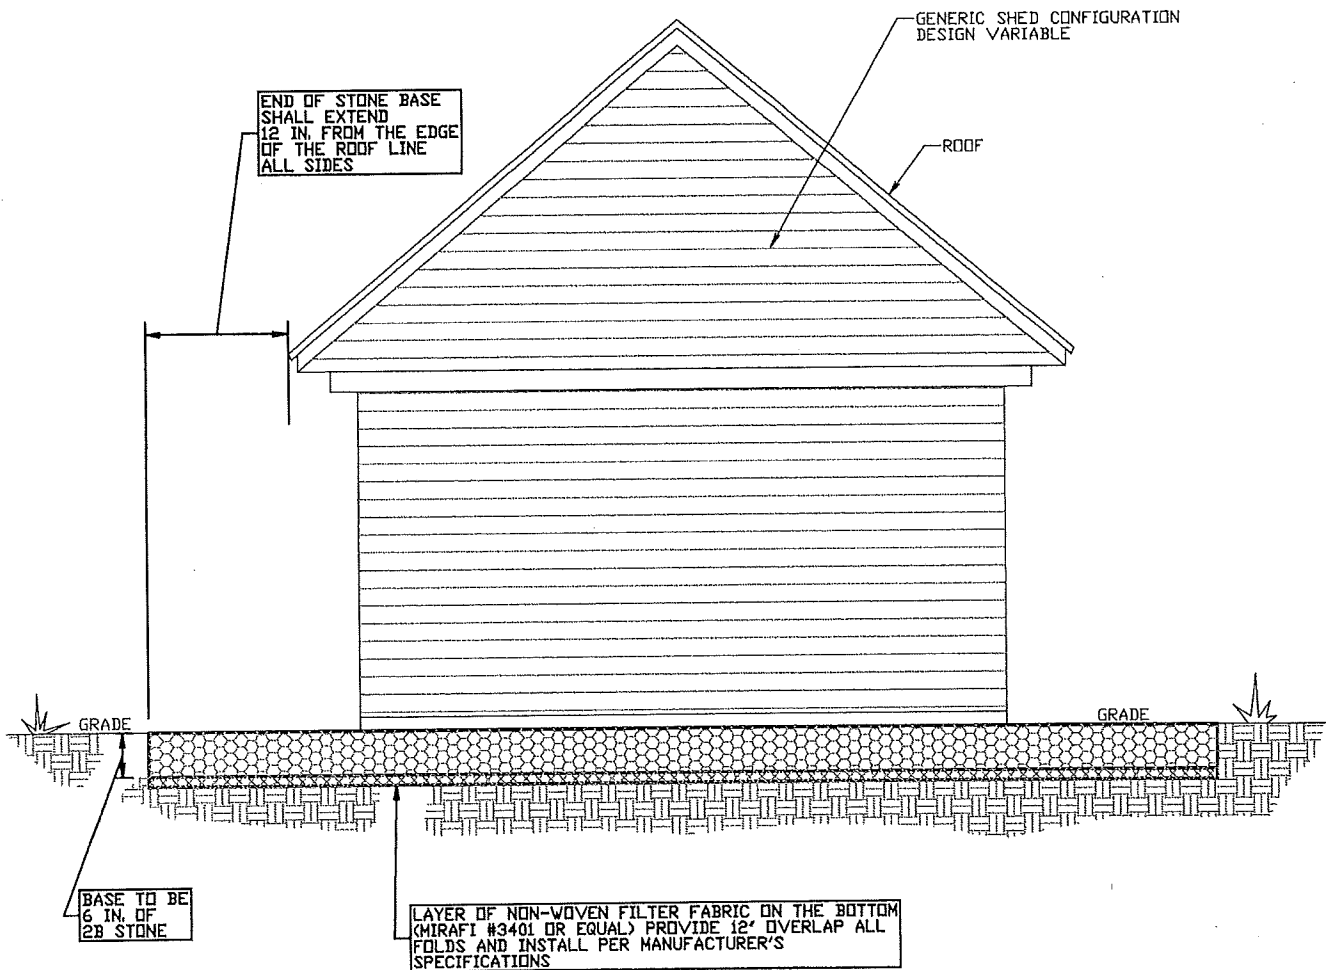 GENERIC SHED CONFIGURATION
DESIGN VARIABLE
END OF STONE BASE
SHALL EXTEND
12 IN. FROM THE EDGE
OF THE ROOF LINE
ALL SIDES
ROOF
GRADE
GRADE
BASE TO BE
6 IN. OF
2B STONE
LAYER OF NON-WOVEN FILTER FABRIC ON THE BOTTOM
(MIRAFI #3401 OR EQUAL) PROVIDE 12" OVERLAP ALL
FOLDS AND INSTALL PER MANUFACTURER'S
SPECIFICATIONS